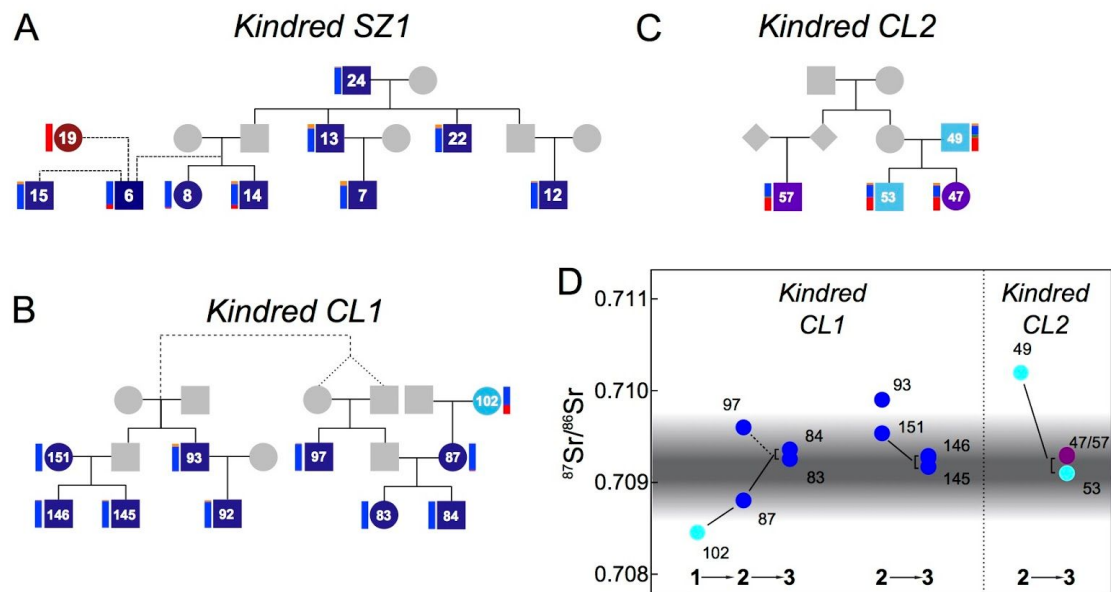 A
Kindred SZ1
24
19
13
22
15
6
8
14
7
12
B
Kindred CL1
102
151
93
97
87
146
145
92
83
84
C
Kindred CL2
49
57
53
47
D
Kindred
CL1
Kindred
CL2
⁸⁷Sr/⁸⁶Sr
0.711
0.710
0.709
0.708
49
93
97
151
84
146
47/57
83
145
53
87
102
1 → 2 → 3
2 → 3
2 → 3